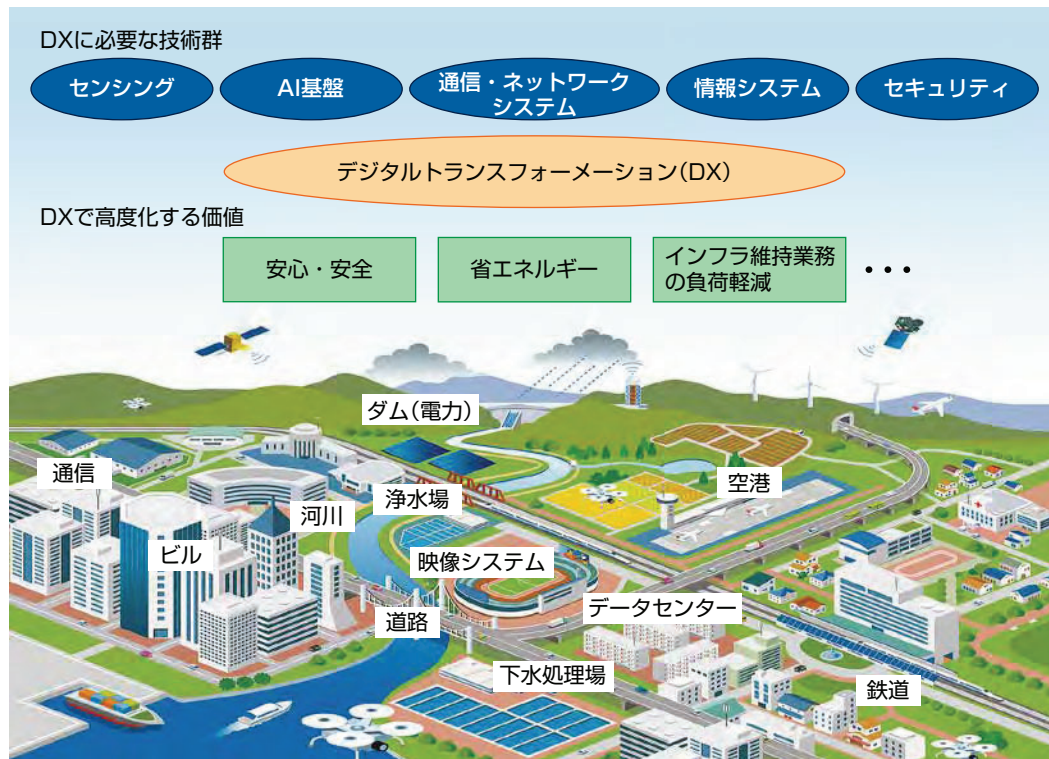 DXに必要な技術群
センシング
AI基盤
通信・ネットワーク
システム
情報システム
セキュリティ
デジタルトランスフォーメーション(DX)
DXで高度化する価値
安心・安全
省エネルギー
インフラ維持業務
の負荷軽減
・・・
ダム(電力)
通信
浄水場
空港
河川
ビル
映像システム
データセンター
道路
下水処理場
鉄道